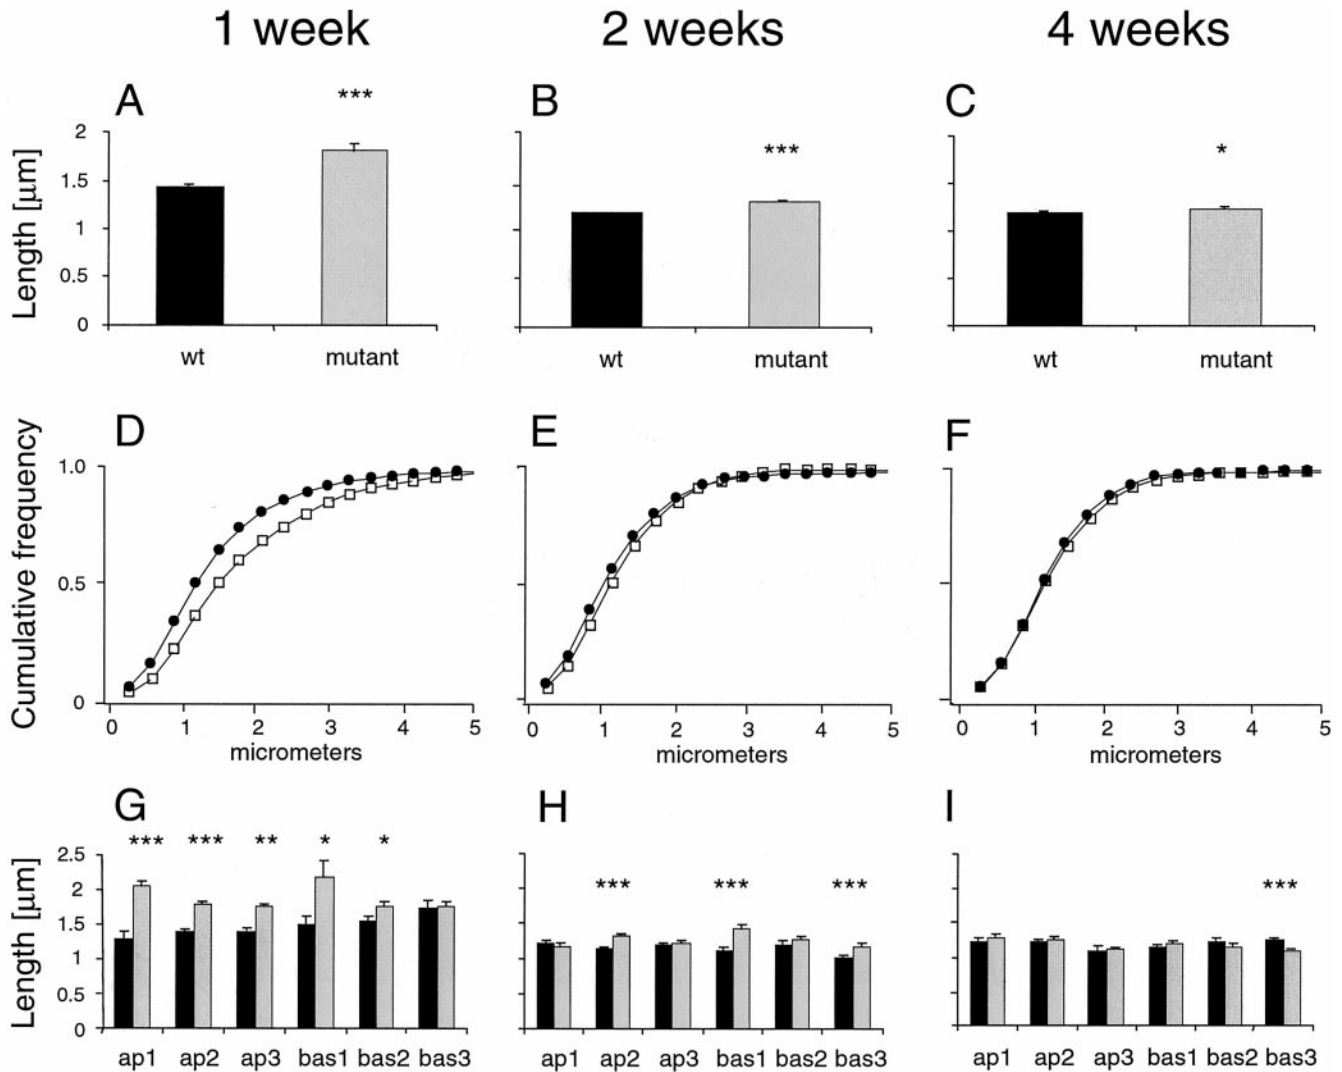 1 week 2 weeks 4 weeks
A *** B *** C *
Length [μm]
2
1.5
1
0.5
0
wt mutant wt mutant wt mutant
D E F
Cumulative frequency
1.0
0.5
0
0 1 2 3 4 5 0 1 2 3 4 5 0 1 2 3 4 5
micrometers micrometers micrometers
G H I
*** *** ** * * *** *** *** ***
Length [μm]
2.5
2
1.5
1
0.5
0
ap1 ap2 ap3 bas1 bas2 bas3 ap1 ap2 ap3 bas1 bas2 bas3 ap1 ap2 ap3 bas1 bas2 bas3